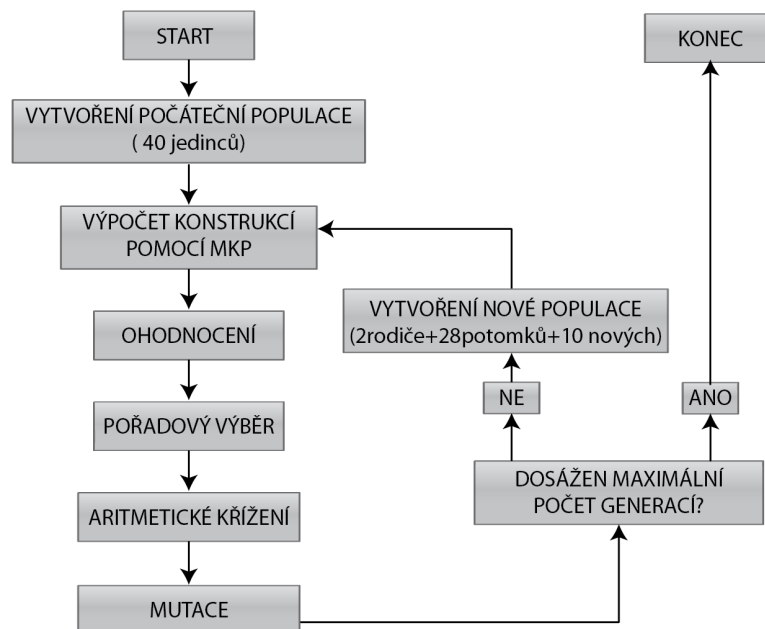 START
VYTVOŘENÍ POČÁTEČNÍ POPULACE
( 40 jedinců)
VÝPOČET KONSTRUKCÍ
POMOCÍ MKP
OHODNOCENÍ
POŘADOVÝ VÝBĚR
ARITMETICKÉ KŘÍŽENÍ
MUTACE
DOSÁŽEN MAXIMÁLNÍ
POČET GENERACÍ?
NE
VYTVOŘENÍ NOVÉ POPULACE
(2rodiče+28potomků+10 nových)
ANO
KONEC